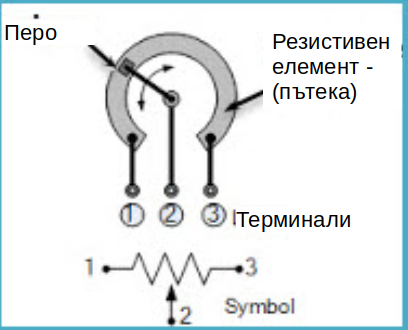 Перо
Резистивен
елемент -
(пътека)
1 2 3
Терминали
1 3
2
Symbol